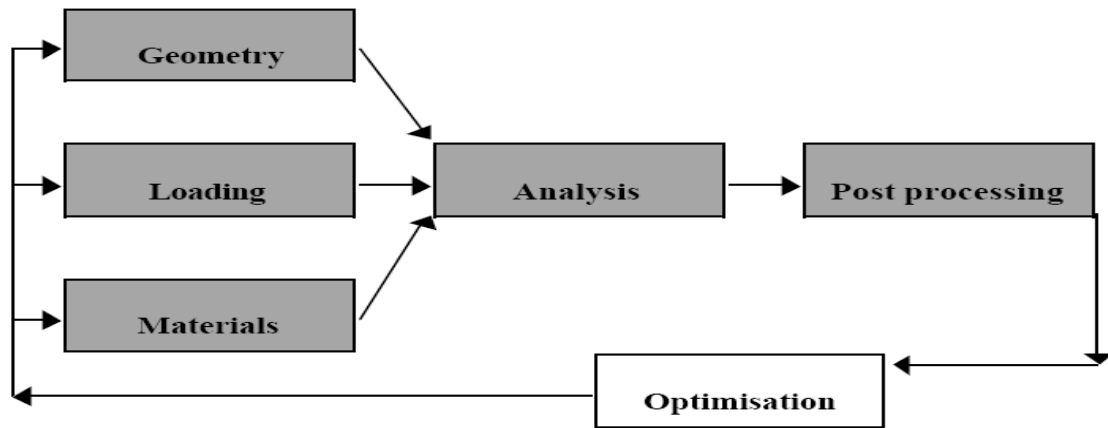 Geometry
Loading
Analysis
Post processing
Materials
Optimisation